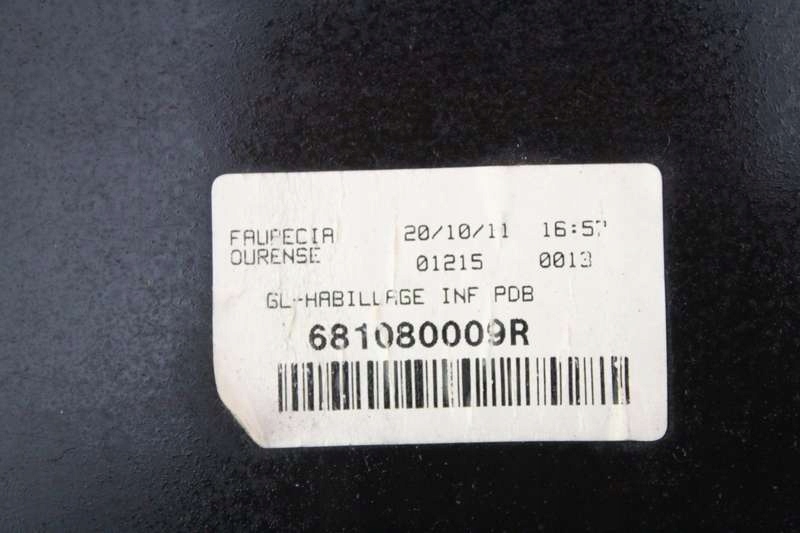 FAURECIA 20/10/11 16:57
OURENSE 01215 0013
GL-HABILLAGE INF PDB
681080009R